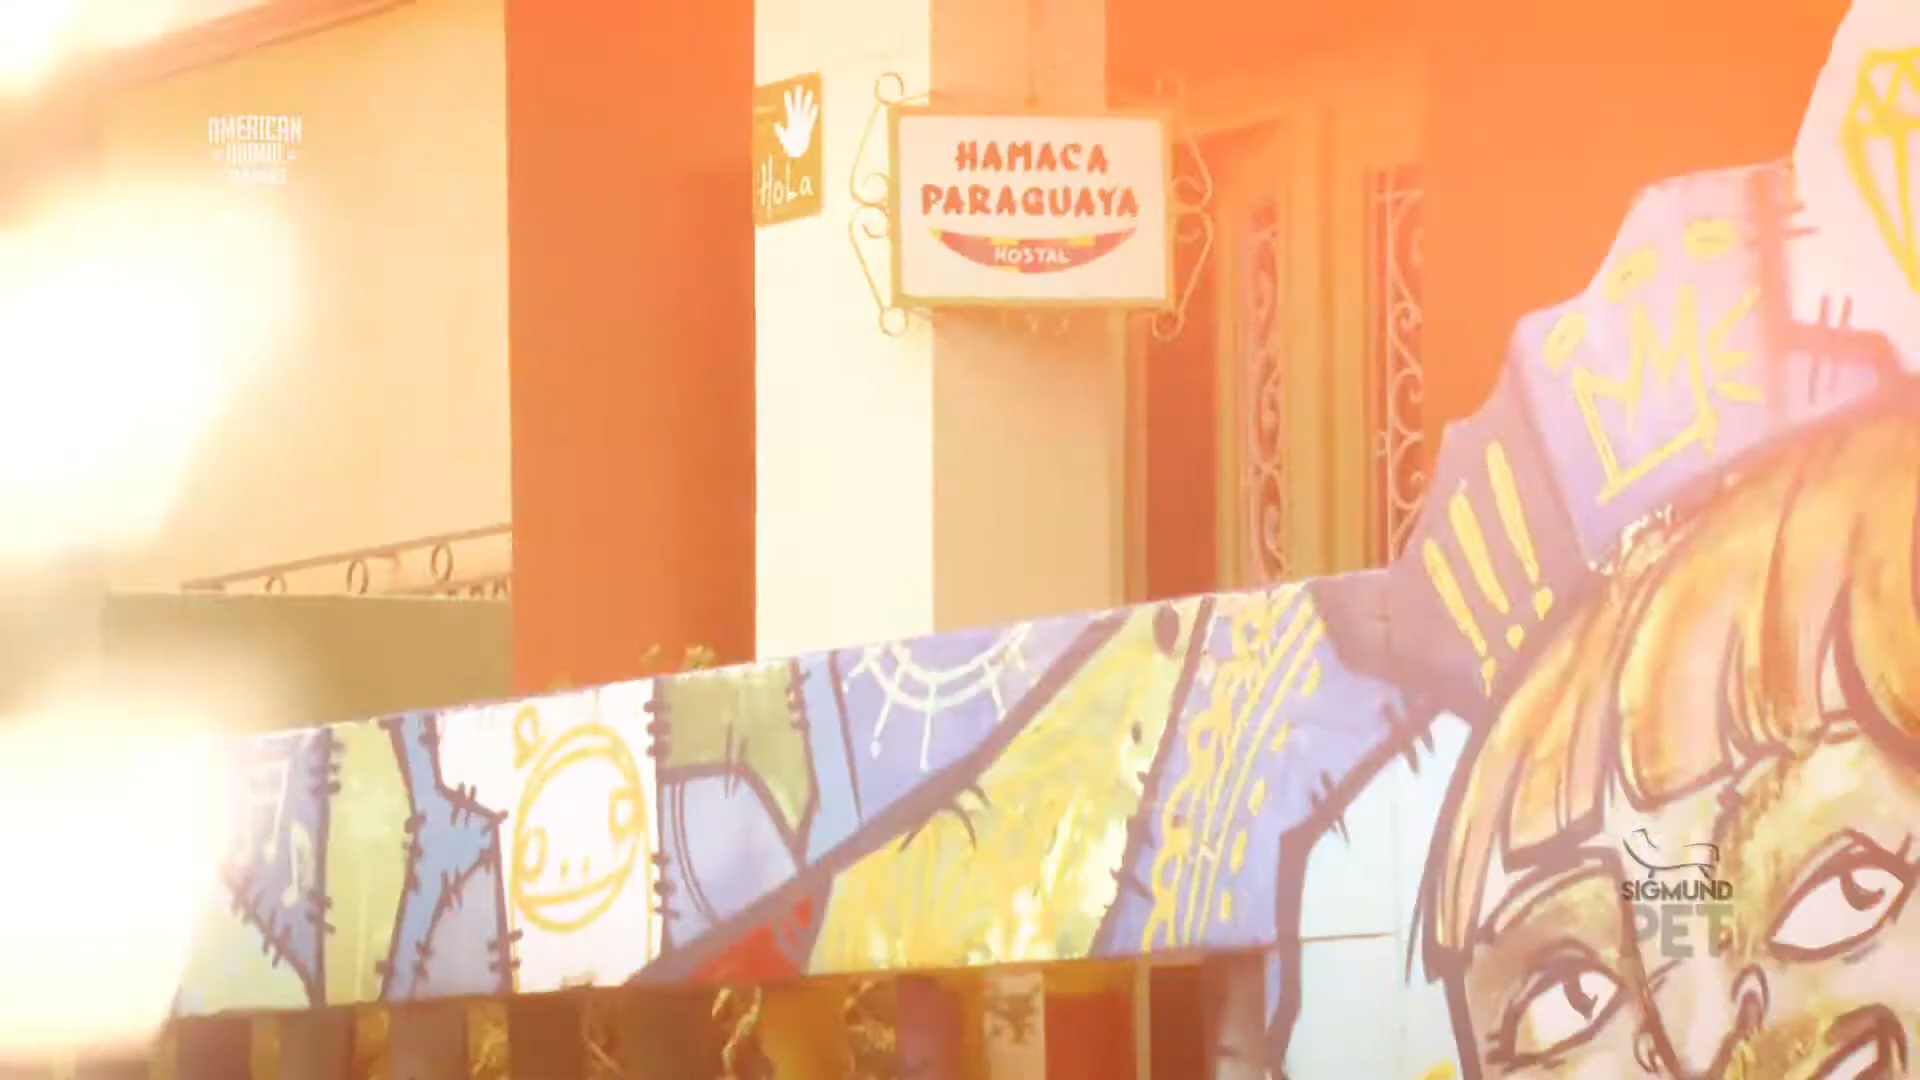 AMERICAN
HoLa
HAMACA
PARAGUAYA
HOSTAL
!!!
SIGMUND
PET